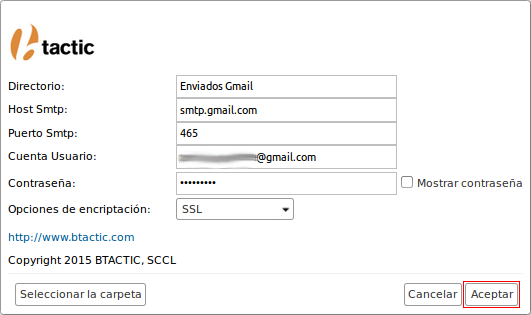 tactic
Directorio: Enviados Gmail
Host Smtp: smtp.gmail.com
Puerto Smtp: 465
Cuenta Usuario: @gmail.com
Contraseña: ••••••••• Mostrar contraseña
Opciones de encriptación: SSL
http://www.btactic.com
Copyright 2015 BTACTIC, SCCL
Seleccionar la carpeta Cancelar Aceptar